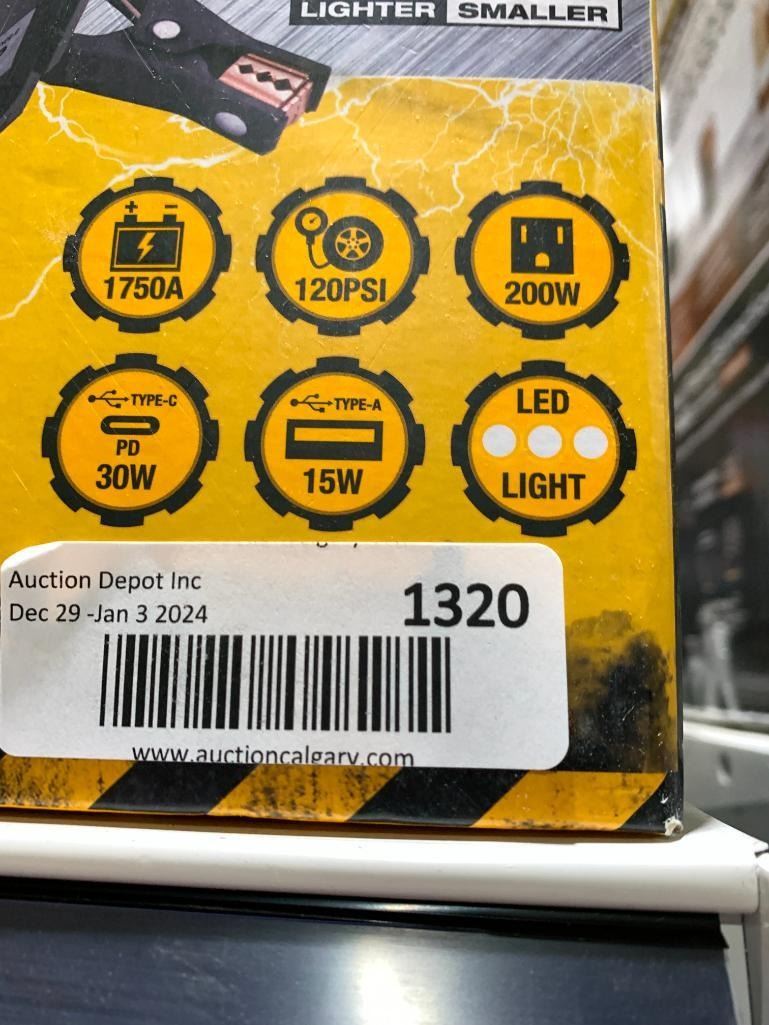 LIGHTER SMALLER
+ -
1750A
120PSI
200W
TYPE-C
PD
30W
TYPE-A
15W
LED
LIGHT
Auction Depot Inc
1320
Dec 29 -Jan 3 2024
www.auctioncalgary.com